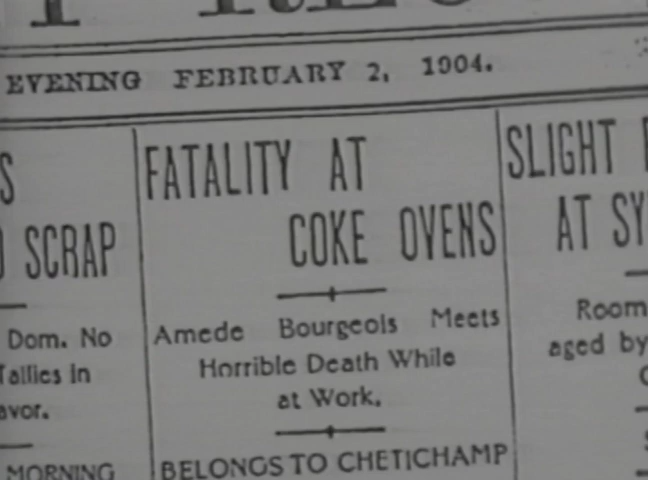 EVENING FEBRUARY 2, 1904.
S
SCRAP
Dom. No
Tallies in
avor.
MORNING
FATALITY AT
COKE OVENS
Amede Bourgeois Meets
Horrible Death While
at Work.
BELONGS TO CHETICHAMP
SLIGHT
AT SY
Room
aged by